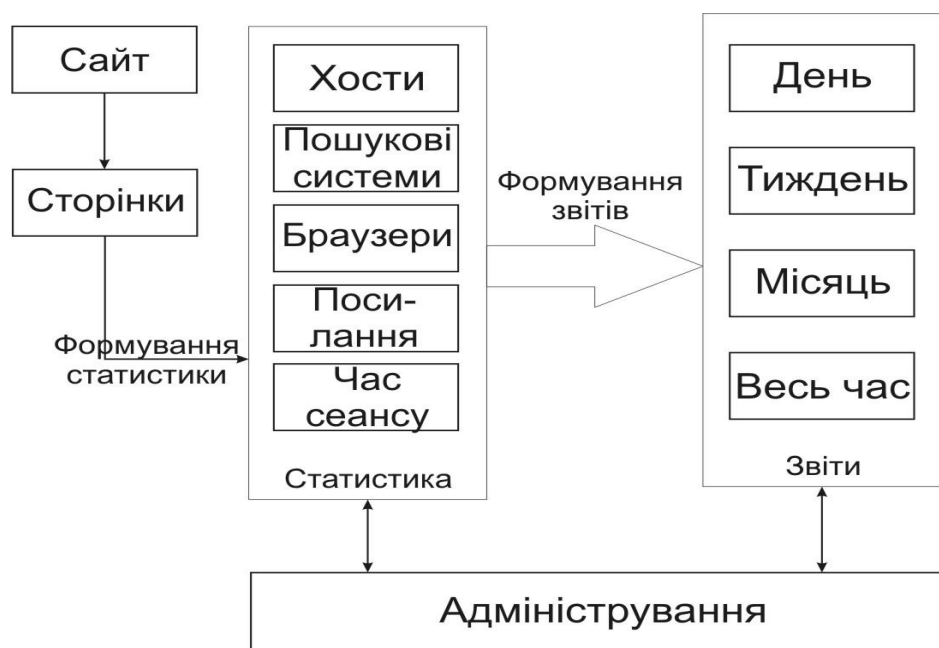 Сайт
Сторінки
Формування
статистики
Хости
Пошукові
системи
Браузери
Поси-
лання
Час
сеансу
Статистика
Формування
звітів
День
Тиждень
Місяць
Весь час
Звіти
Адміністрування